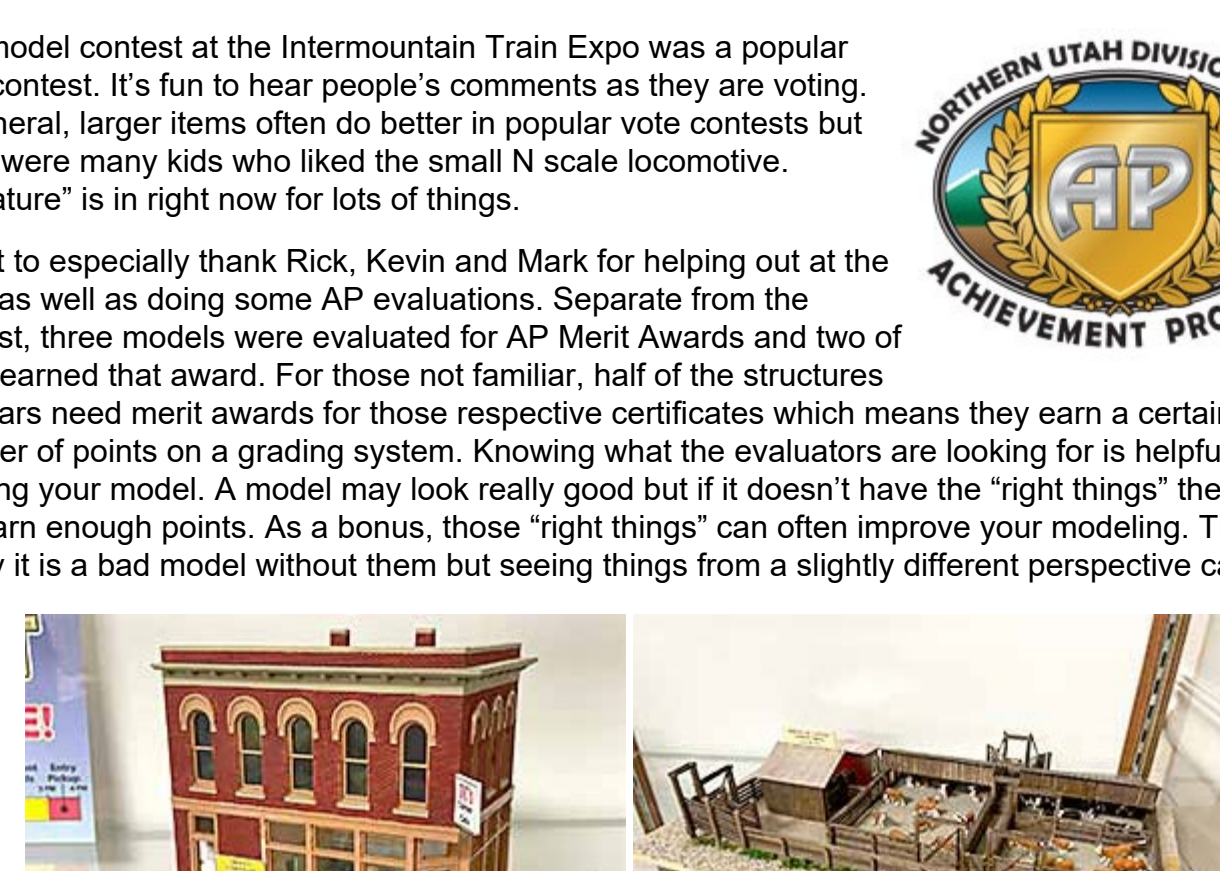 model contest at the Intermountain Train Expo was a popular
contest. It’s fun to hear people’s comments as they are voting.
neral, larger items often do better in popular vote contests but
were many kids who liked the small N scale locomotive.
ature” is in right now for lots of things.
t to especially thank Rick, Kevin and Mark for helping out at the
as well as doing some AP evaluations. Separate from the
st, three models were evaluated for AP Merit Awards and two of
earned that award. For those not familiar, half of the structures
ars need merit awards for those respective certificates which means they earn a certain
er of points on a grading system. Knowing what the evaluators are looking for is helpfu
ng your model. A model may look really good but if it doesn’t have the “right things” the
arn enough points. As a bonus, those “right things” can often improve your modeling. T
y it is a bad model without them but seeing things from a slightly different perspective ca
NORTHERN UTAH DIVISIO
AP
ACHIEVEMENT PRO
E!
Entry
Pickup